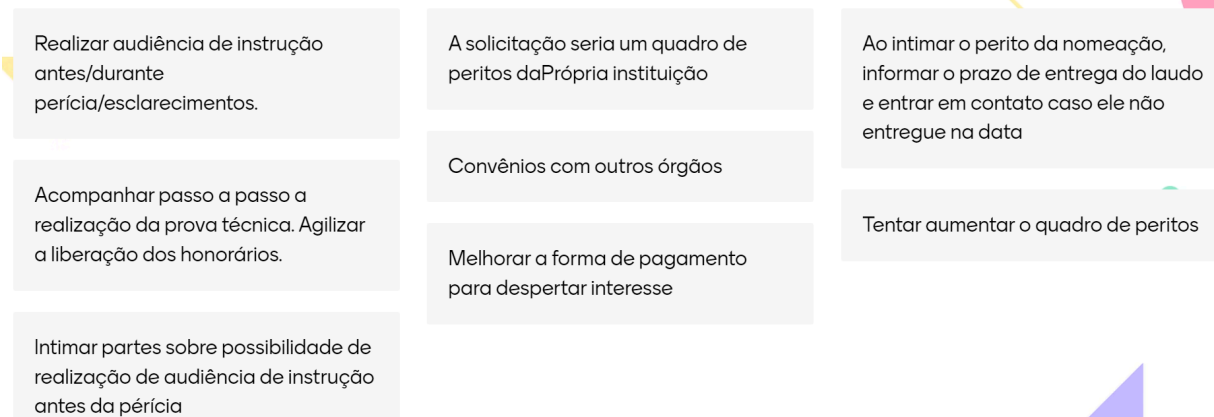 Realizar audiência de instrução
antes/durante
perícia/esclarecimentos.
Acompanhar passo a passo a
realização da prova técnica. Agilizar
a liberação dos honorários.
Intimar partes sobre possibilidade de
realização de audiência de instrução
antes da pérícia
A solicitação seria um quadro de
peritos daPrópria instituição
Convênios com outros órgãos
Melhorar a forma de pagamento
para despertar interesse
Ao intimar o perito da nomeação,
informar o prazo de entrega do laudo
e entrar em contato caso ele não
entregue na data
Tentar aumentar o quadro de peritos